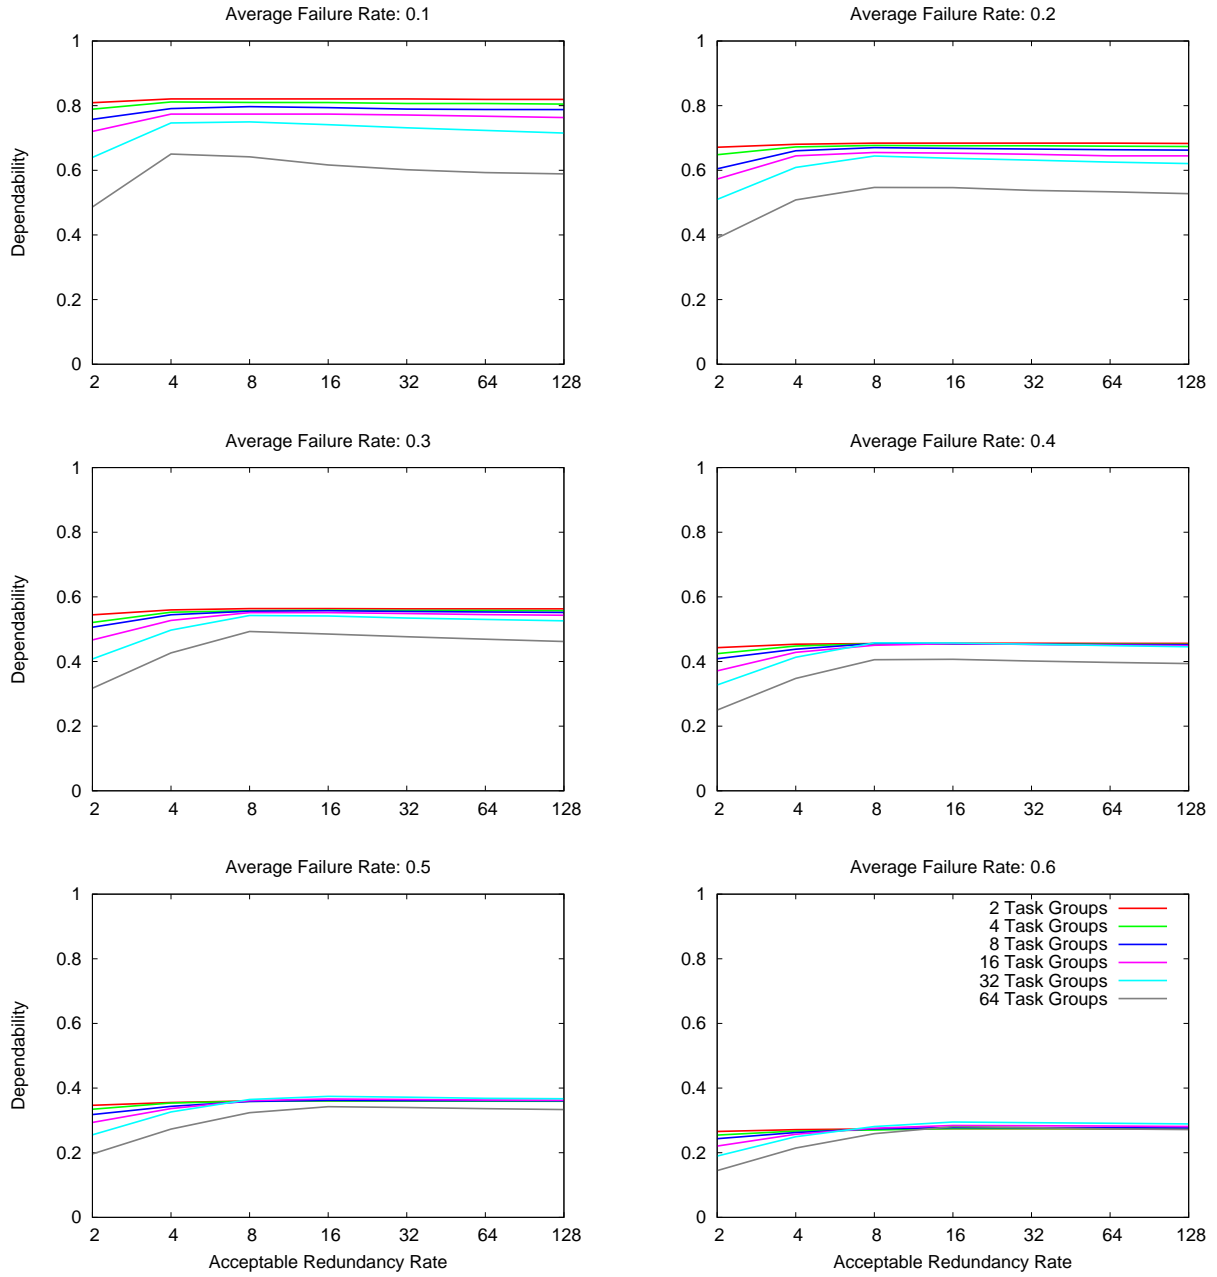 Average Failure Rate: 0.1
Average Failure Rate: 0.2
1
0.8
0.6
0.4
0.2
0
2 4 8 16 32 64 128
Dependability
1
0.8
0.6
0.4
0.2
0
2 4 8 16 32 64 128
Average Failure Rate: 0.3
Average Failure Rate: 0.4
1
0.8
0.6
0.4
0.2
0
2 4 8 16 32 64 128
Dependability
1
0.8
0.6
0.4
0.2
0
2 4 8 16 32 64 128
Average Failure Rate: 0.5
Average Failure Rate: 0.6
1
0.8
0.6
0.4
0.2
0
2 4 8 16 32 64 128
Dependability
Acceptable Redundancy Rate
1
0.8
0.6
0.4
0.2
0
2 4 8 16 32 64 128
2 Task Groups
4 Task Groups
8 Task Groups
16 Task Groups
32 Task Groups
64 Task Groups
Acceptable Redundancy Rate